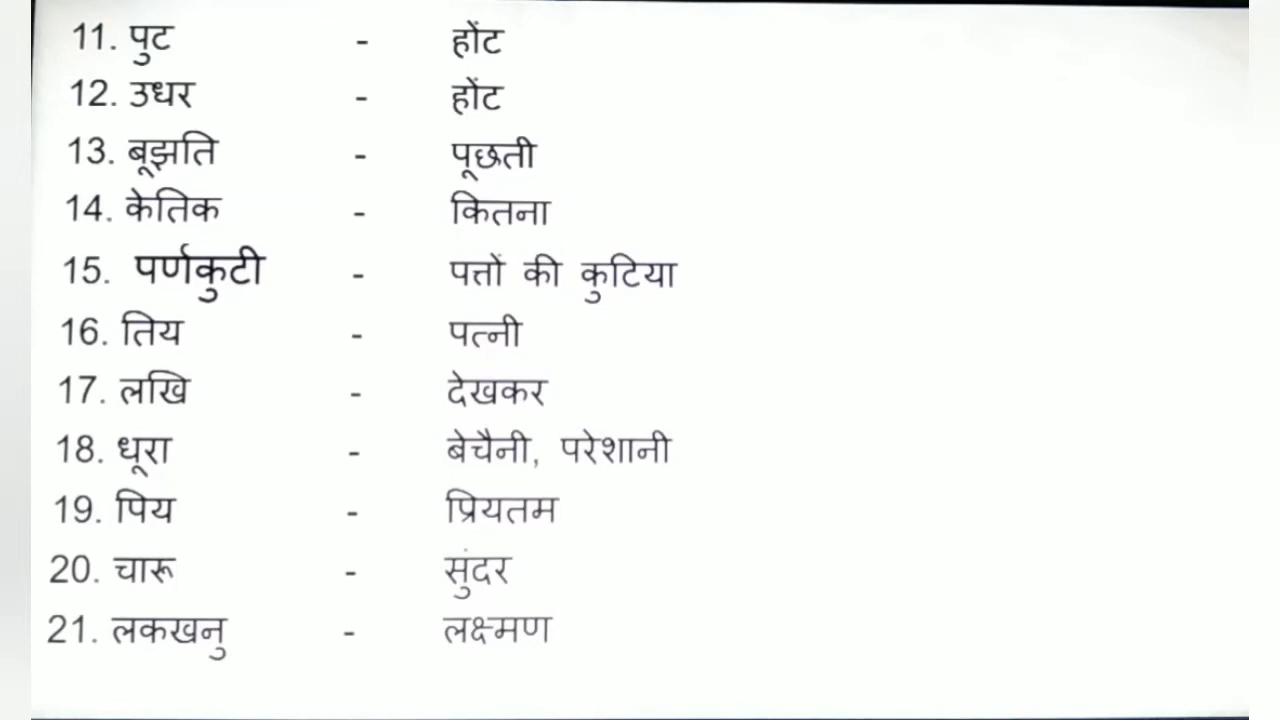 11. पुट - होंट
12. उधर - होंट
13. बूझति - पूछती
14. केतिक - कितना
15. पर्णकुटी - पत्तों की कुटिया
16. तिय - पत्नी
17. लखि - देखकर
18. धूरा - बेचैनी, परेशानी
19. पिय - प्रियतम
20. चारू - सुंदर
21. लकखनु - लक्ष्मण